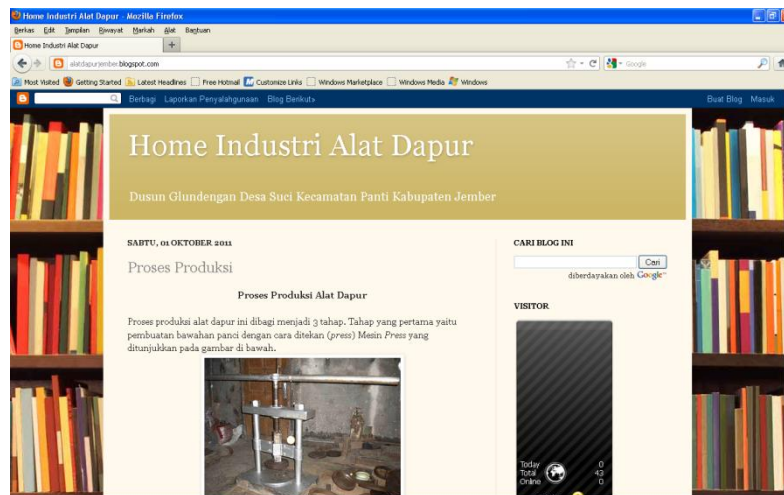 Home Industri Alat Dapur - Mozilla Firefox
Berkas Edit Tampilan Riwayat Markah Alat Bantuan
Home Industri Alat Dapur +
alatdapurjember.blogspot.com Google
Most Visited Getting Started Latest Headlines Free Hotmail Customize Links Windows Marketplace Windows Media Windows
Berbagi Laporkan Penyalahgunaan Blog Berikut» Buat Blog Masuk
Home Industri Alat Dapur
Dusun Glundengan Desa Suci Kecamatan Panti Kabupaten Jember
SABTU, 01 OKTOBER 2011
Proses Produksi
Proses Produksi Alat Dapur
Proses produksi alat dapur ini dibagi menjadi 3 tahap. Tahap yang pertama yaitu
pembuatan bawahan panci dengan cara ditekan (press) Mesin Press yang
ditunjukkan pada gambar di bawah.
CARI BLOG INI
Cari
diberdayakan oleh Google™
VISITOR
Today 0
Total 43
Online 0